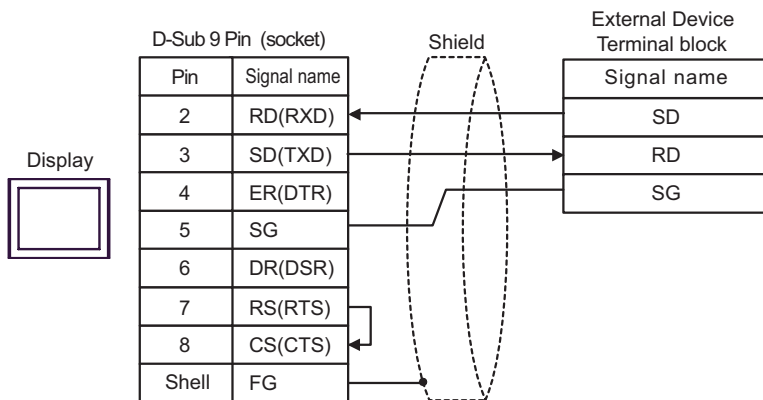 External Device
D-Sub 9 Pin (socket) Shield Terminal block
Pin Signal name Signal name
2 RD(RXD) SD
3 SD(TXD) RD
Display
4 ER(DTR) SG
5 SG
6 DR(DSR)
7 RS(RTS)
8 CS(CTS)
Shell FG